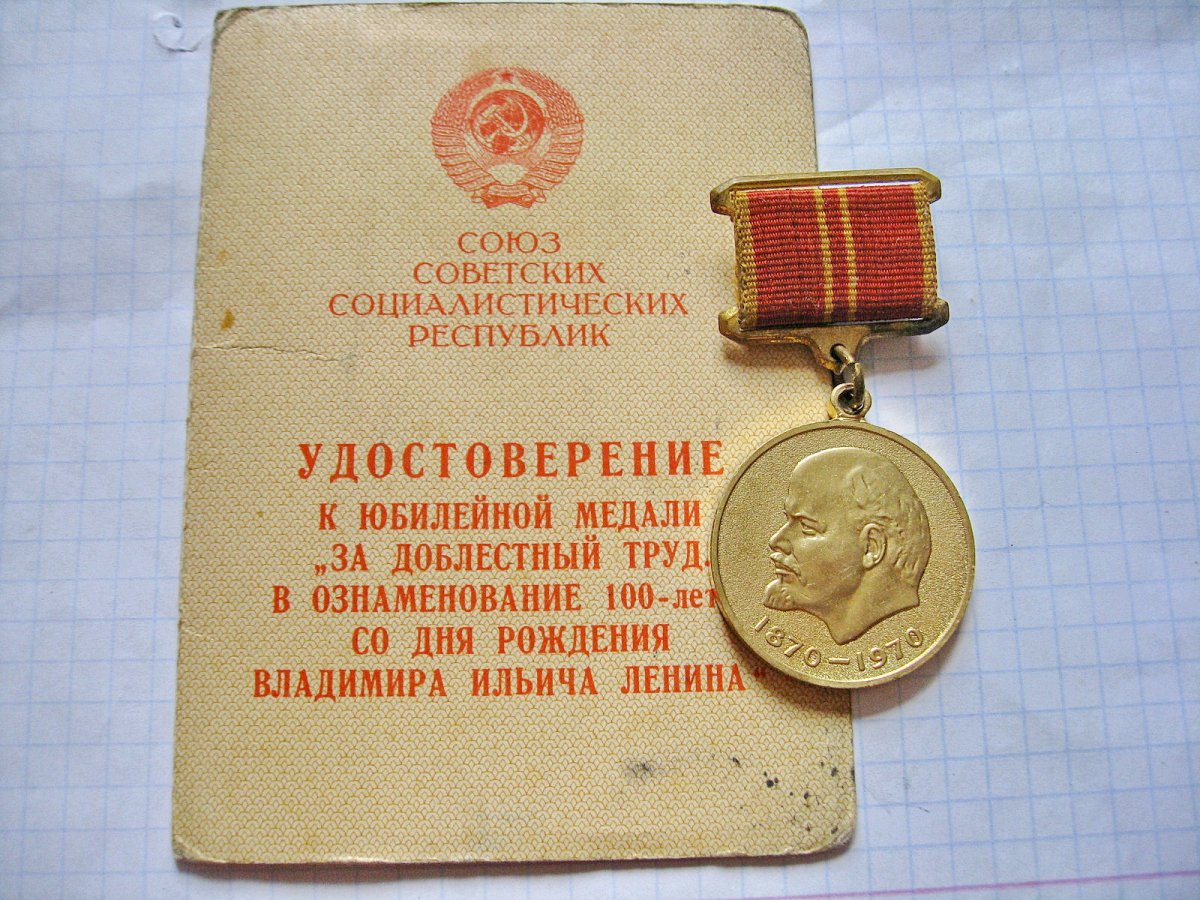 СОЮЗ
СОВЕТСКИХ
СОЦИАЛИСТИЧЕСКИХ
РЕСПУБЛИК
УДОСТОВЕРЕНИЕ
К ЮБИЛЕЙНОЙ МЕДАЛИ
„ЗА ДОБЛЕСТНЫЙ ТРУД.
В ОЗНАМЕНОВАНИЕ 100-лет
СО ДНЯ РОЖДЕНИЯ
ВЛАДИМИРА ИЛЬИЧА ЛЕНИНА“
1870–1970